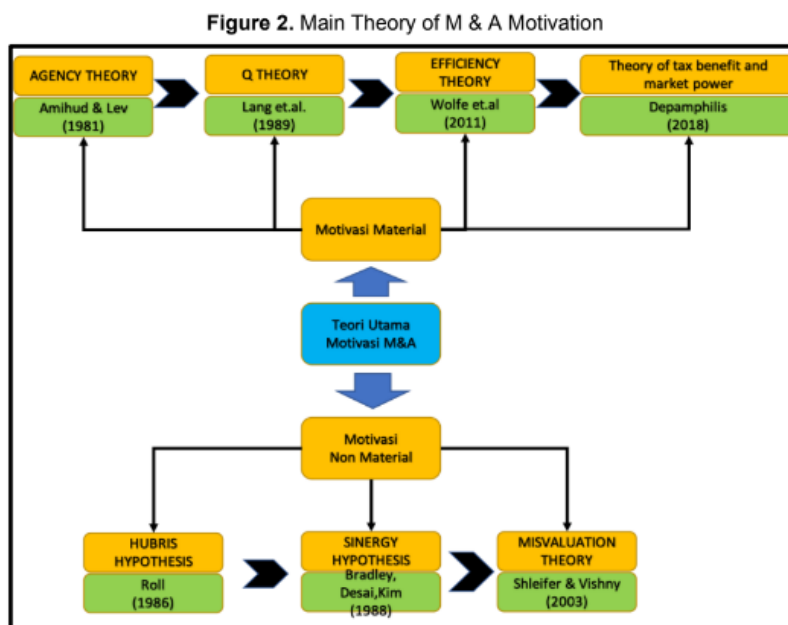 Figure 2. Main Theory of M & A Motivation
AGENCY THEORY
Amihud & Lev
(1981)
Q THEORY
Lang et.al.
(1989)
EFFICIENCY
THEORY
Wolfe et.al
(2011)
Theory of tax benefit and
market power
Depamphilis
(2018)
Motivasi Material
Teori Utama
Motivasi M&A
Motivasi
Non Material
HUBRIS
HYPOTHESIS
Roll
(1986)
SINERGY
HYPOTHESIS
Bradley,
Desai,Kim
(1988)
MISVALUATION
THEORY
Shleifer & Vishny
(2003)